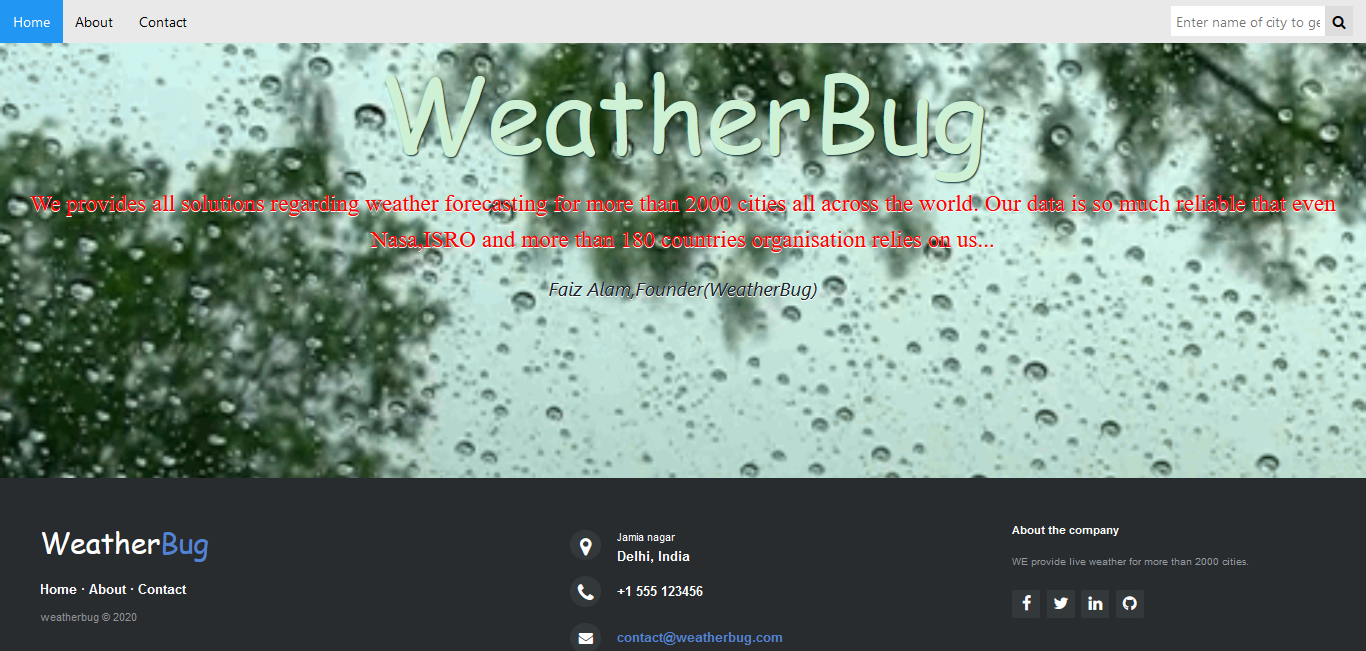 Home About Contact Enter name of city to ge
WeatherBug
We provides all solutions regarding weather forecasting for more than 2000 cities all across the world. Our data is so much reliable that even
Nasa,ISRO and more than 180 countries organisation relies on us...
Faiz Alam,Founder(WeatherBug)
WeatherBug
Home · About · Contact
weatherbug © 2020
Jamia nagar
Delhi, India
+1 555 123456
contact@weatherbug.com
About the company
WE provide live weather for more than 2000 cities.